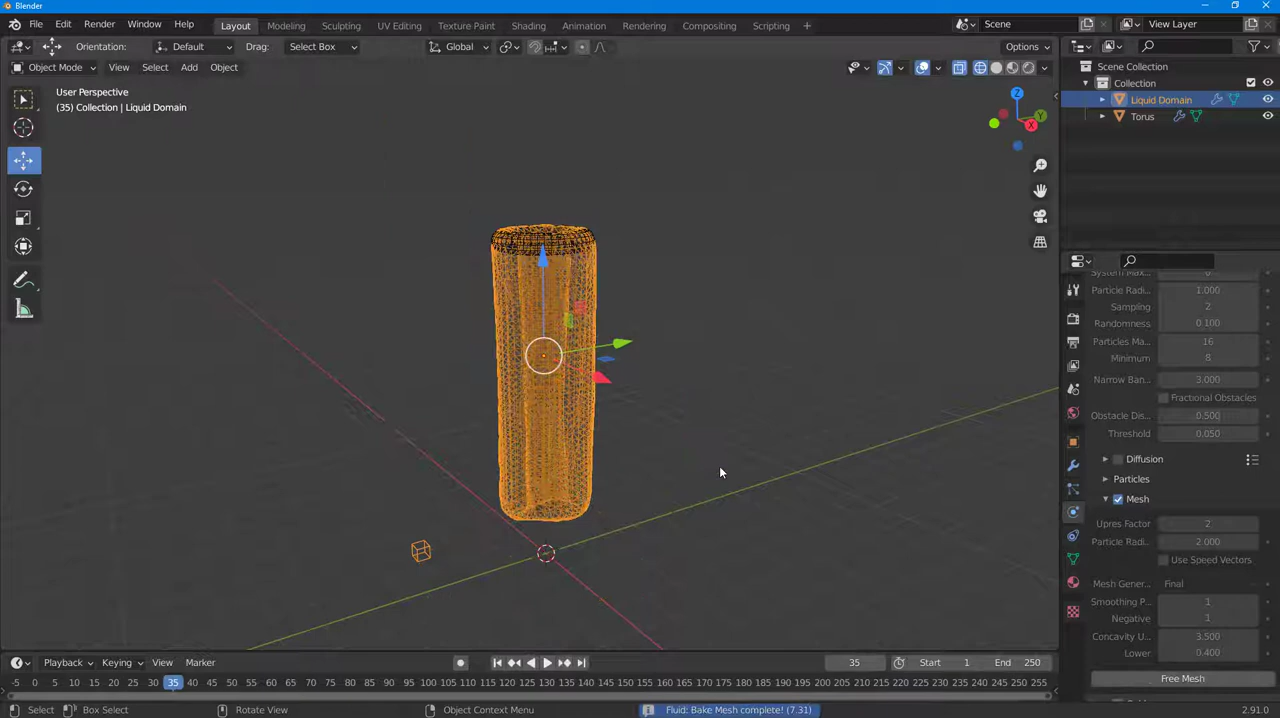 Blender
File Edit Render Window Help Layout Modeling Sculpting UV Editing Texture Paint Shading Animation Rendering Compositing Scripting + Scene View Layer
Orientation: Default Drag: Select Box Global Options
Object Mode View Select Add Object
User Perspective
(35) Collection | Liquid Domain
Z
Y
X
Scene Collection
Collection
Liquid Domain
Torus
Particle Radi... 1.000
Sampling 2
Randomness 0.100
Particles Ma... 16
Minimum 8
Narrow Ban... 3.000
Fractional Obstacles
Obstacle Dis... 0.500
Threshold 0.050
Diffusion
Particles
Mesh
Upres Factor 2
Particle Radi... 2.000
Use Speed Vectors
Mesh Gener... Final
Smoothing P... 1
Negative 1
Concavity U... 3.500
Lower 0.400
Free Mesh
Playback Keying View Marker 35 Start 1 End 250
-5 0 5 10 15 20 25 30 35 40 45 50 55 60 65 70 75 80 85 90 95 100 105 110 115 120 125 130 135 140 145 150 155 160 165 170 175 180 185 190 195 200 205 210 215 220 225 230 235 240 245 250 255
Select Box Select Rotate View Object Context Menu Fluid: Bake Mesh complete! (7.31) 2.91.0